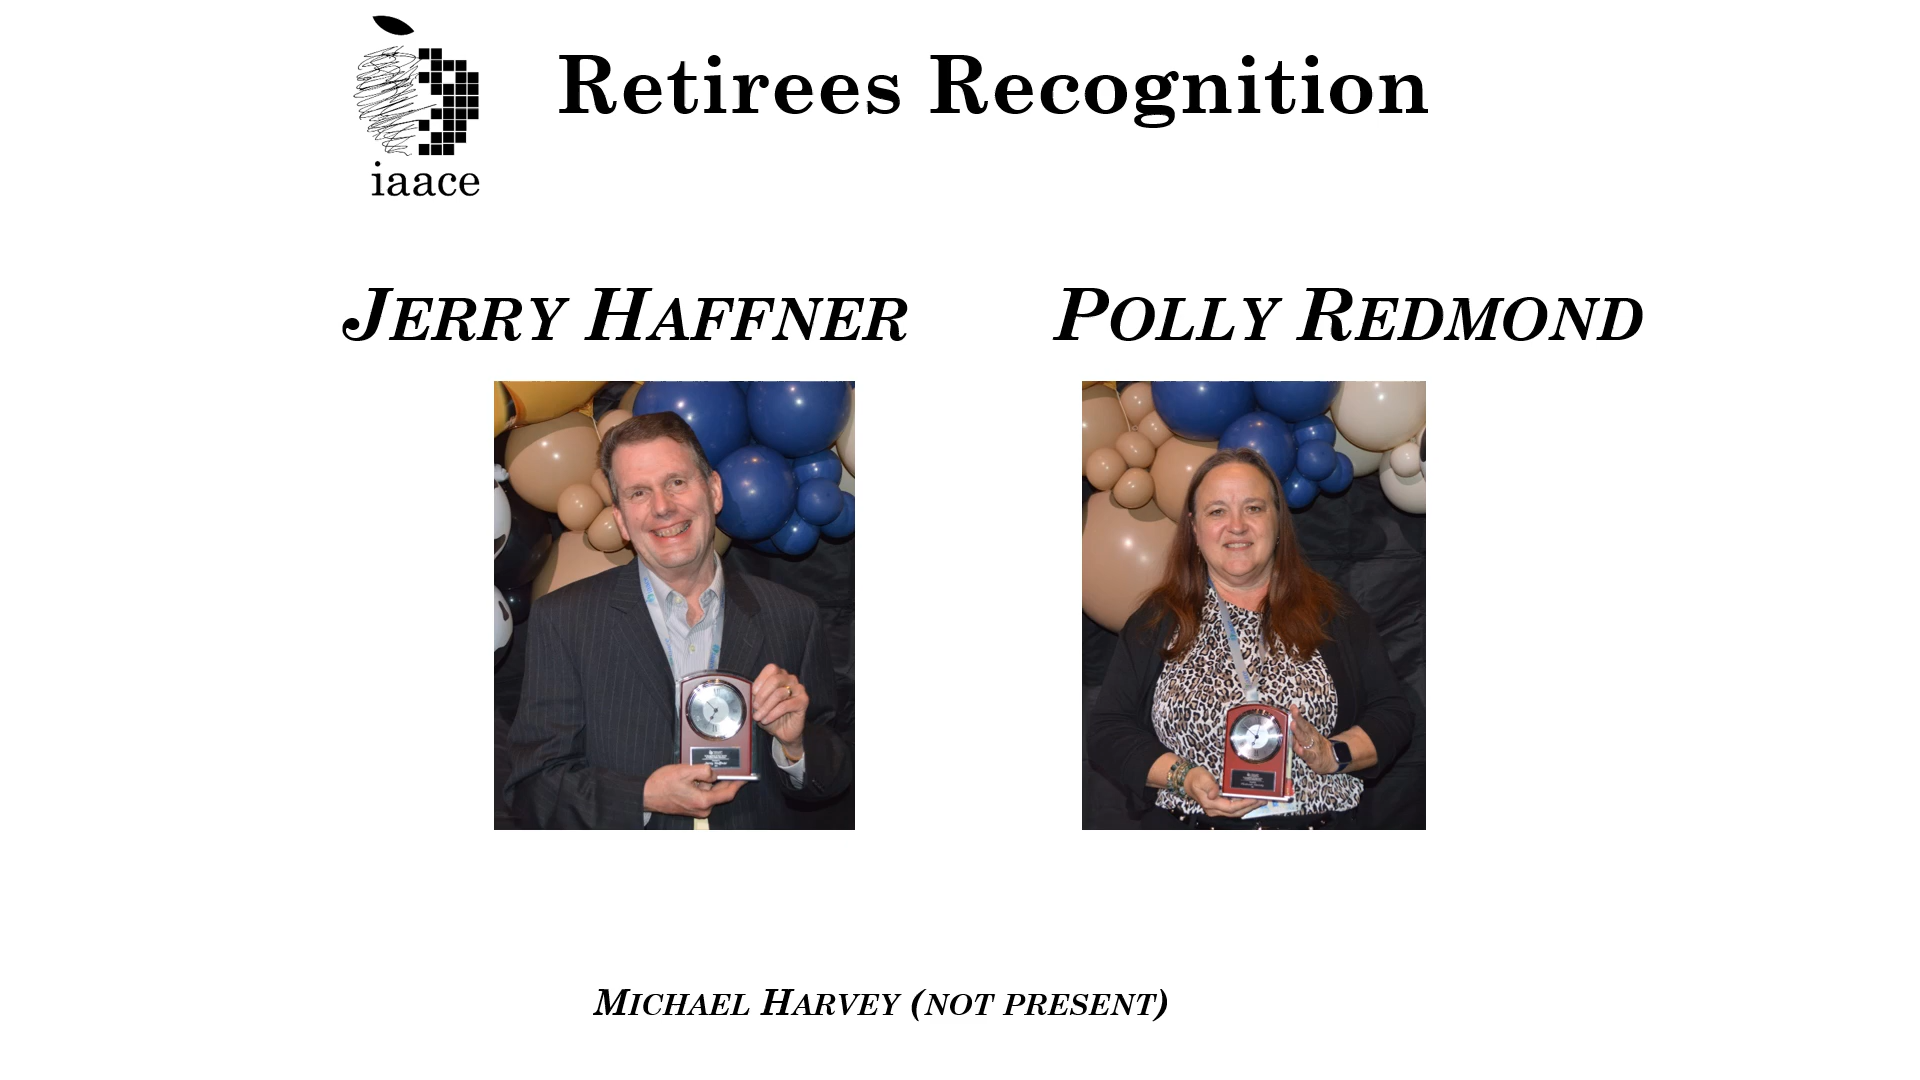 Retirees Recognition
iaace
JERRY HAFFNER
POLLY REDMOND
MICHAEL HARVEY (NOT PRESENT)